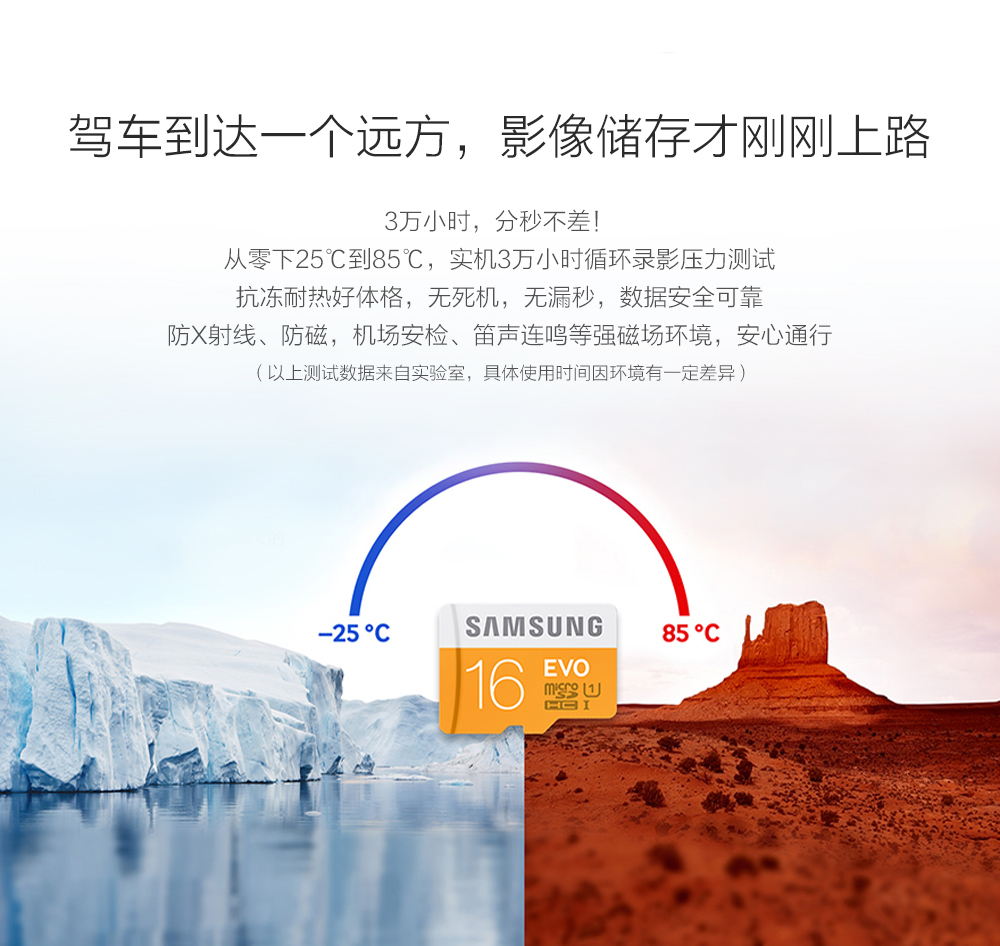 驾车到达一个远方，影像储存才刚刚上路
3万小时，分秒不差！
从零下25℃到85℃，实机3万小时循环录影压力测试
抗冻耐热好体格，无死机，无漏秒，数据安全可靠
防X射线、防磁，机场安检、笛声连鸣等强磁场环境，安心通行
（以上测试数据来自实验室，具体使用时间因环境有一定差异）
–25 °C
85 °C
SAMSUNG
16 EVO
micro SD HC I U1